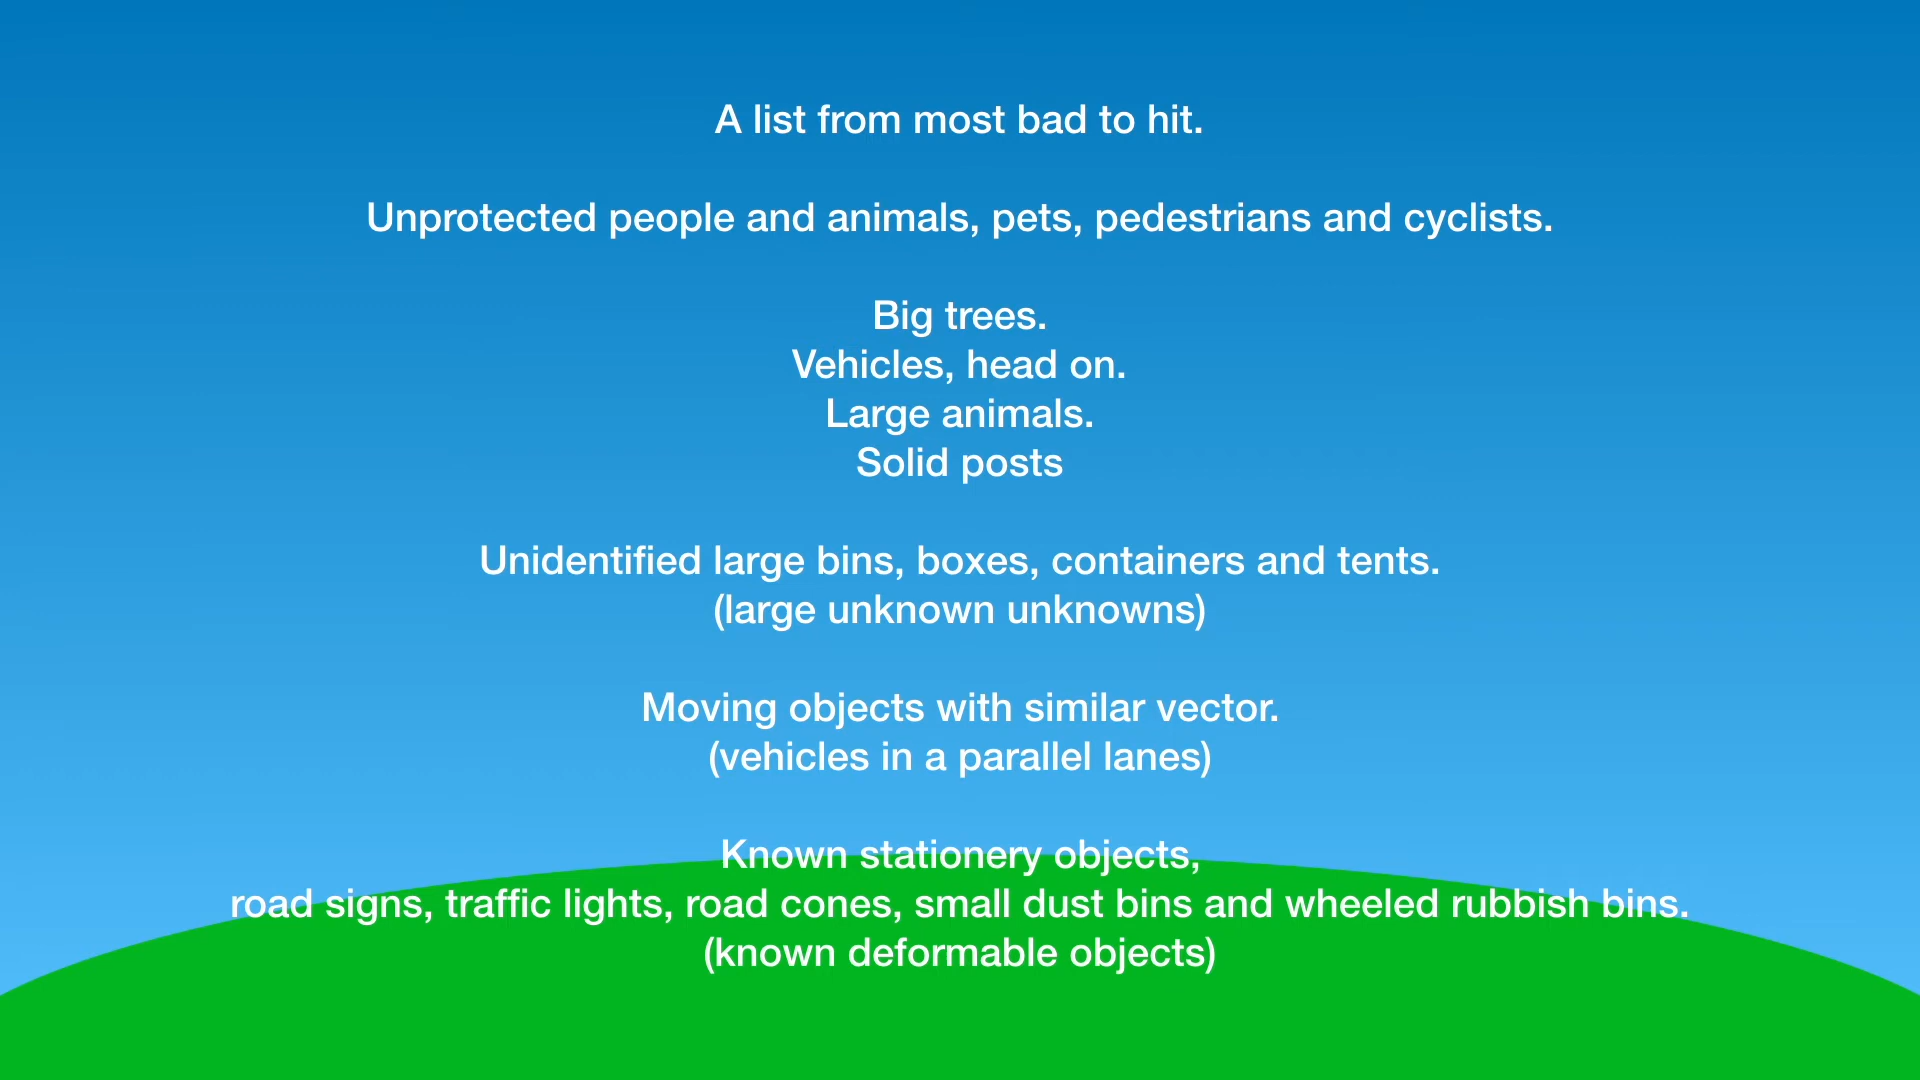 A list from most bad to hit.
Unprotected people and animals, pets, pedestrians and cyclists.
Big trees.
Vehicles, head on.
Large animals.
Solid posts
Unidentified large bins, boxes, containers and tents.
(large unknown unknowns)
Moving objects with similar vector.
(vehicles in a parallel lanes)
Known stationery objects,
road signs, traffic lights, road cones, small dust bins and wheeled rubbish bins.
(known deformable objects)